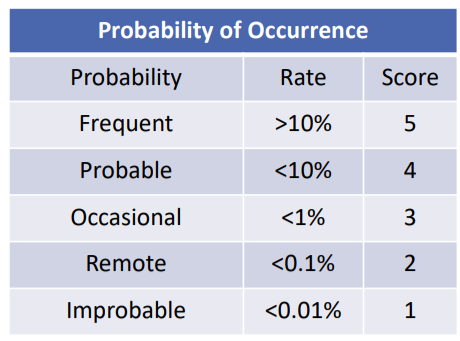 Probability of Occurrence
Probability Rate Score
Frequent >10% 5
Probable <10% 4
Occasional <1% 3
Remote <0.1% 2
Improbable <0.01% 1